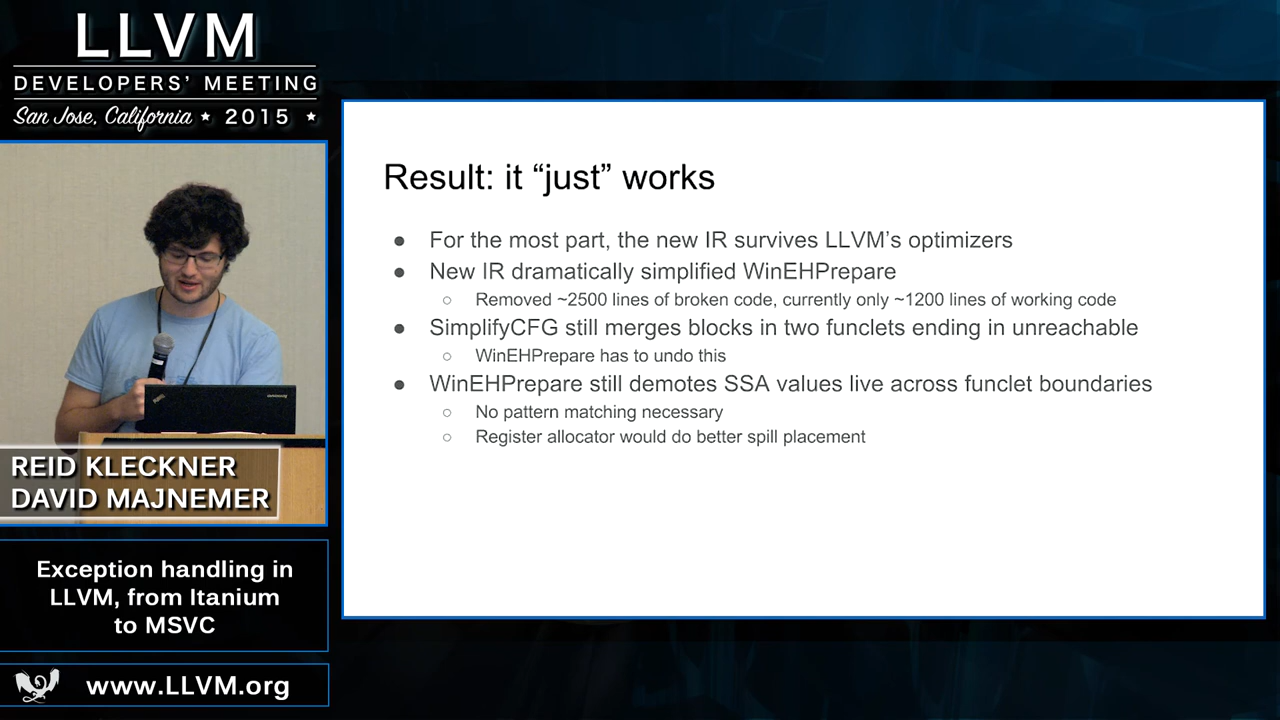 LLVM
DEVELOPERS' MEETING
San Jose, California ★ 2015 ★
Result: it “just” works
● For the most part, the new IR survives LLVM’s optimizers
● New IR dramatically simplified WinEHPrepare
○ Removed ~2500 lines of broken code, currently only ~1200 lines of working code
● SimplifyCFG still merges blocks in two funclets ending in unreachable
○ WinEHPrepare has to undo this
● WinEHPrepare still demotes SSA values live across funclet boundaries
○ No pattern matching necessary
○ Register allocator would do better spill placement
REID KLECKNER
DAVID MAJNEMER
Exception handling in
LLVM, from Itanium
to MSVC
www.LLVM.org